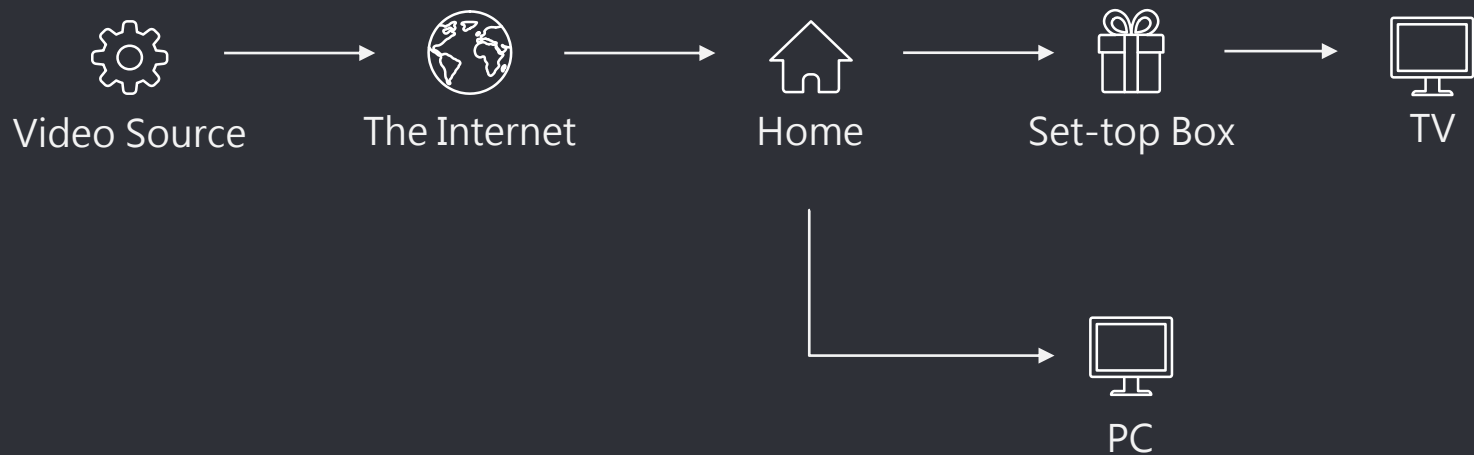 Video Source
The Internet
Home
Set-top Box
TV
PC